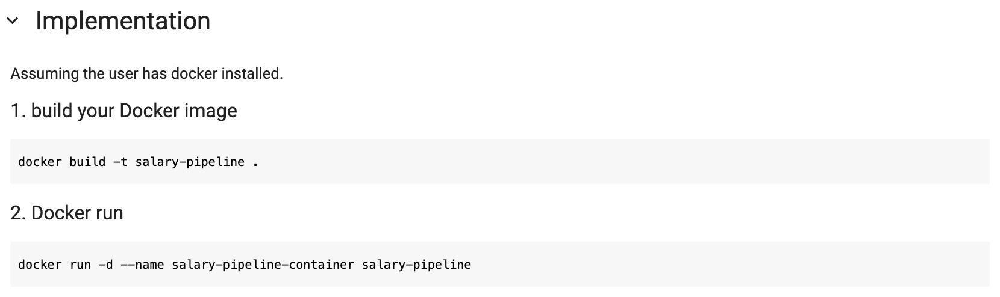 Implementation
Assuming the user has docker installed.
1. build your Docker image
docker build -t salary-pipeline .
2. Docker run
docker run -d --name salary-pipeline-container salary-pipeline